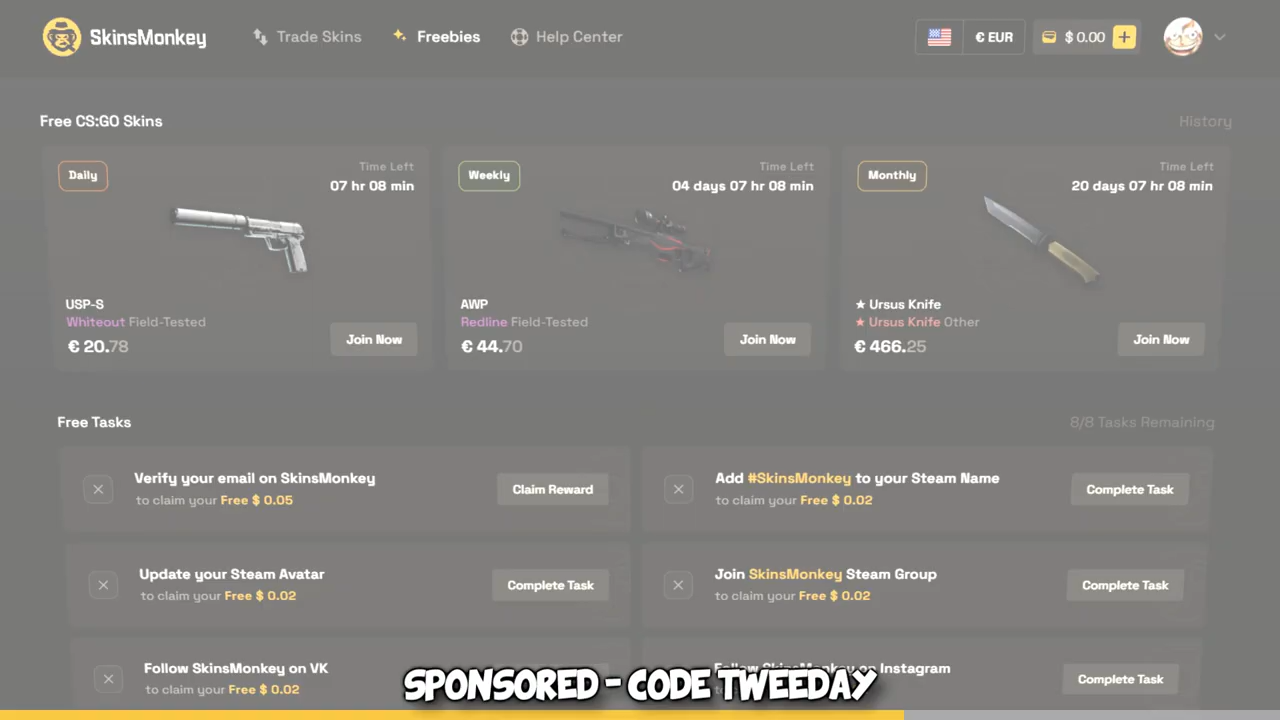 SkinsMonkey Trade Skins Freebies Help Center € EUR $ 0.00 +
Free CS:GO Skins History
Daily Time Left Weekly Time Left Monthly Time Left
07 hr 08 min 04 days 07 hr 08 min 20 days 07 hr 08 min
USP-S AWP ★ Ursus Knife
Whiteout Field-Tested Redline Field-Tested ★ Ursus Knife Other
€ 20.78 Join Now € 44.70 Join Now € 466.25 Join Now
Free Tasks 8/8 Tasks Remaining
Verify your email on SkinsMonkey
to claim your Free $ 0.05
Claim Reward
Add #SkinsMonkey to your Steam Name
to claim your Free $ 0.02
Complete Task
Update your Steam Avatar
to claim your Free $ 0.02
Complete Task
Join SkinsMonkey Steam Group
to claim your Free $ 0.02
Complete Task
Follow SkinsMonkey on VK
to claim your Free $ 0.02
Follow SkinsMonkey on Instagram
Complete Task
SPONSORED - CODE TWEEDAY